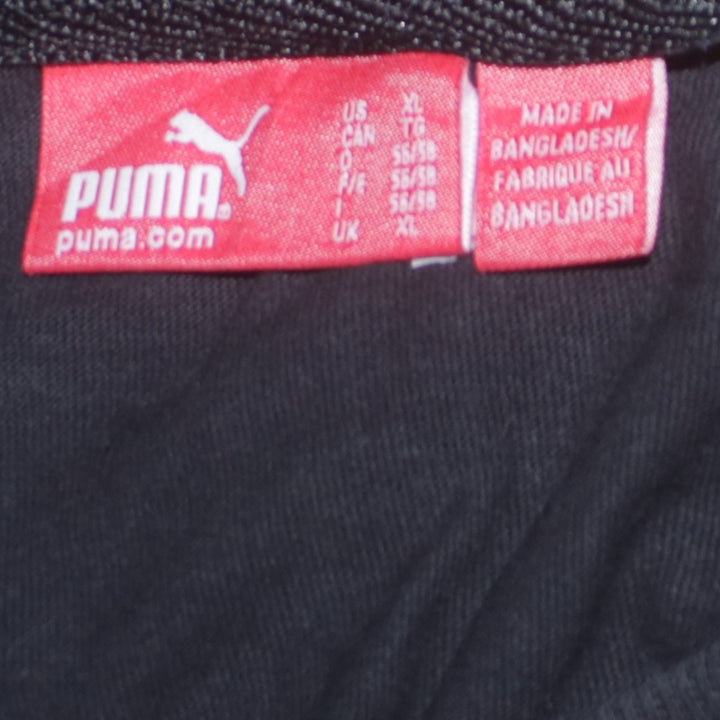 PUMA
puma.com
US XL
CAN TG
D 56/58
F/E 56/58
I 56/58
UK XL
MADE IN
BANGLADESH/
FABRIQUE AU
BANGLADESH